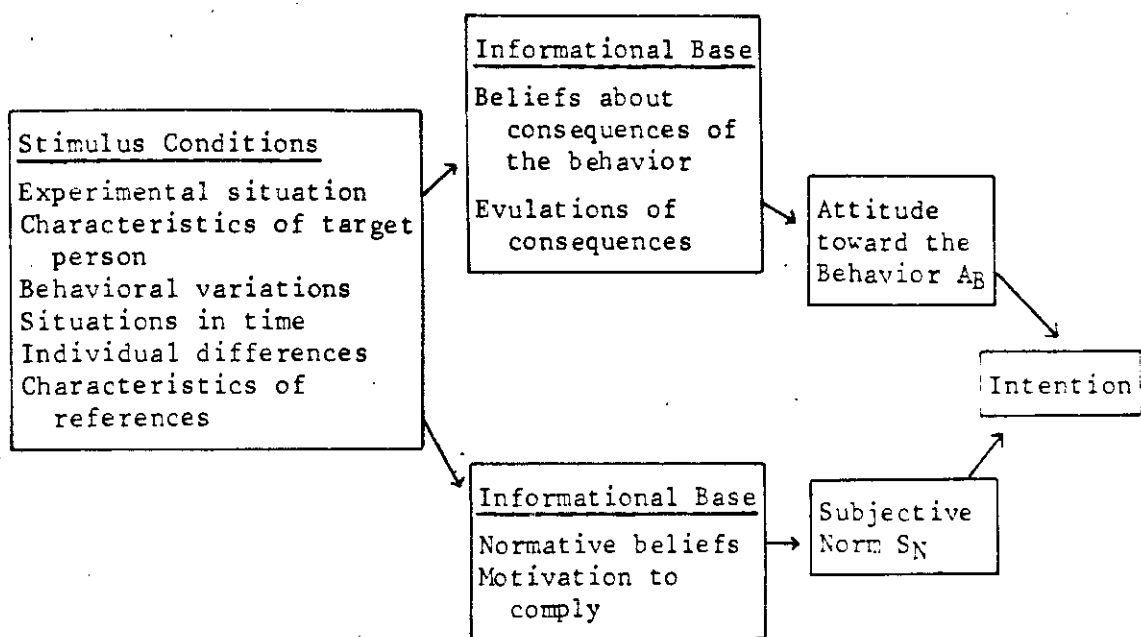 Stimulus Conditions
Experimental situation
Characteristics of target
person
Behavioral variations
Situations in time
Individual differences
Characteristics of
references
Informational Base
Beliefs about
consequences of
the behavior
Evulations of
consequences
Attitude
toward the
Behavior AB
Informational Base
Normative beliefs
Motivation to
comply
Subjective
Norm SN
Intention